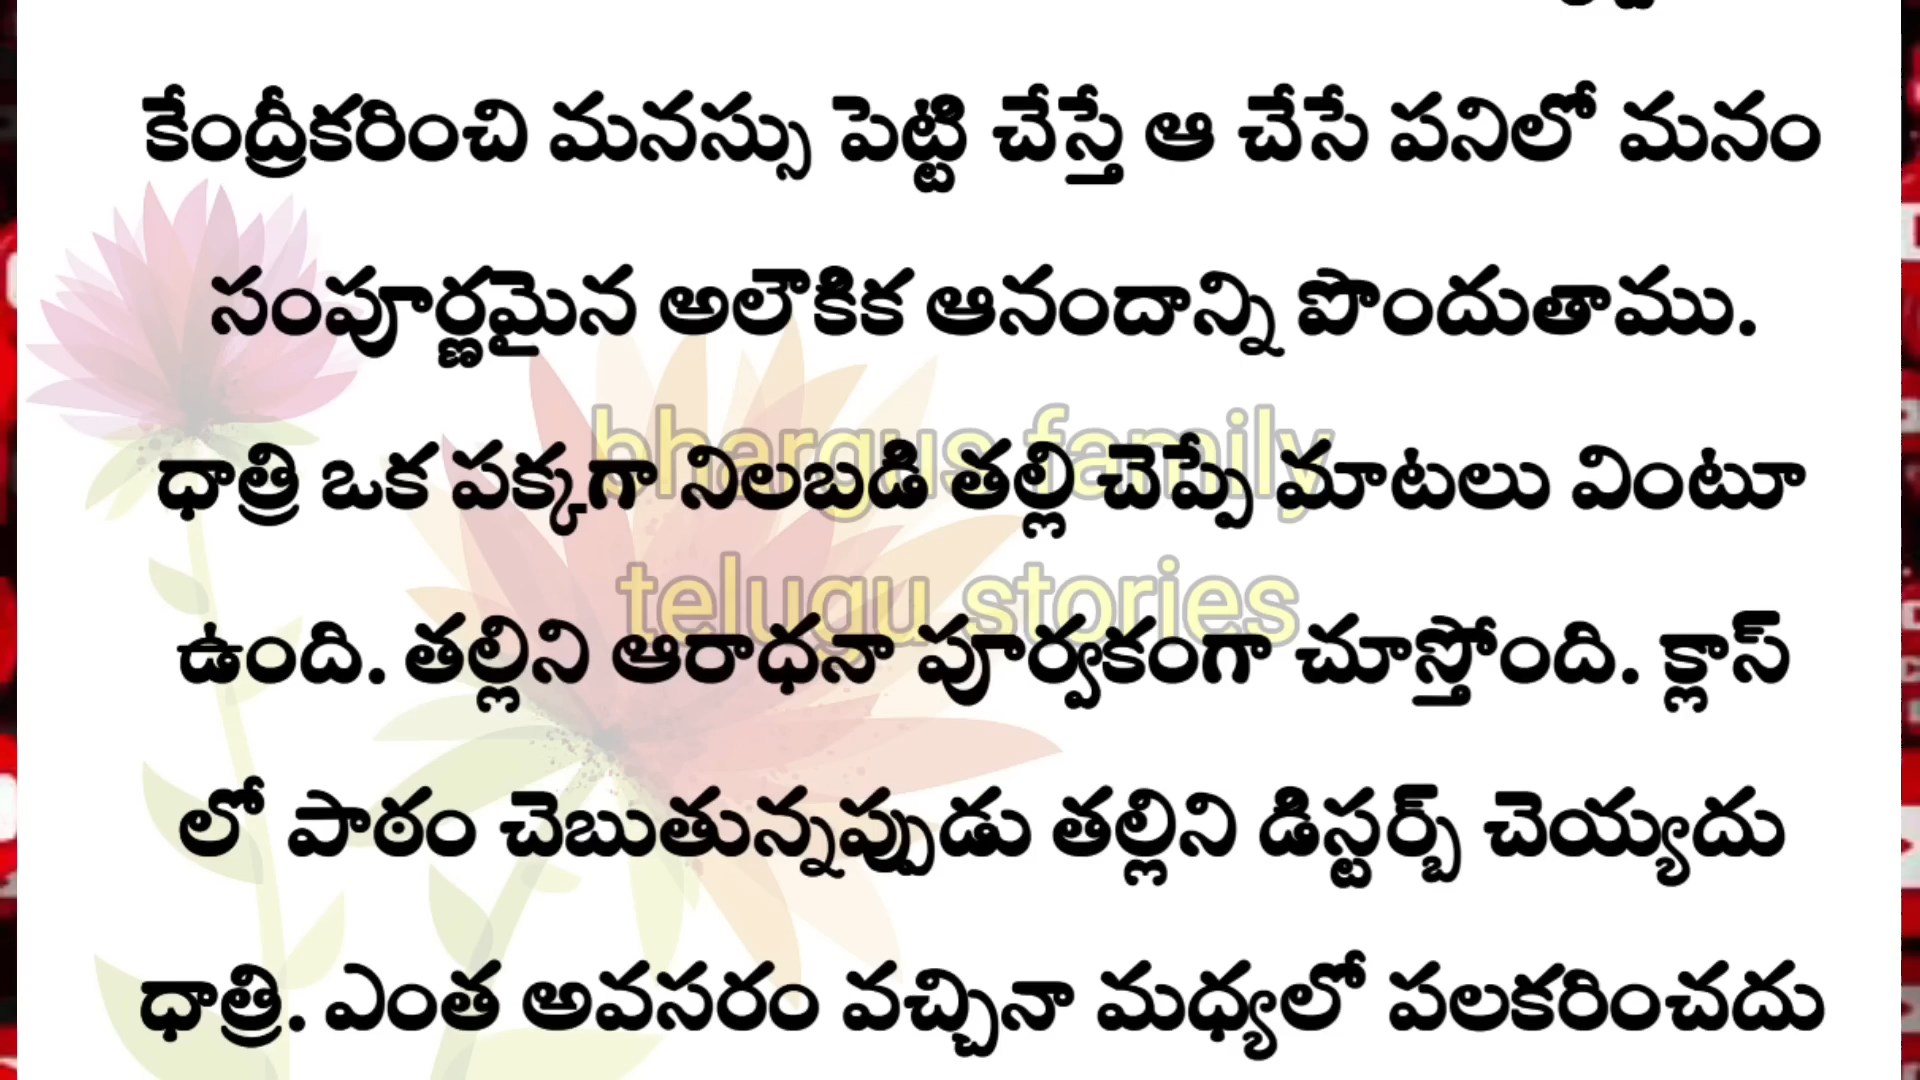 కేంద్రీకరించి మనస్సు పెట్టి చేస్తే ఆ చేసే పనిలో మనం
సంపూర్ణమైన అలౌకిక ఆనందాన్ని పొందుతాము.
bhargus family
ధాత్రి ఒక పక్కగా నిలబడి తల్లి చెప్పే మాటలు వింటూ
telugu stories
ఉంది. తల్లిని ఆరాధనా పూర్వకంగా చూస్తోంది. క్లాస్
లో పాఠం చెబుతున్నప్పుడు తల్లిని డిస్టర్బ్ చెయ్యదు
ధాత్రి. ఎంత అవసరం వచ్చినా మధ్యలో పలకరించదు